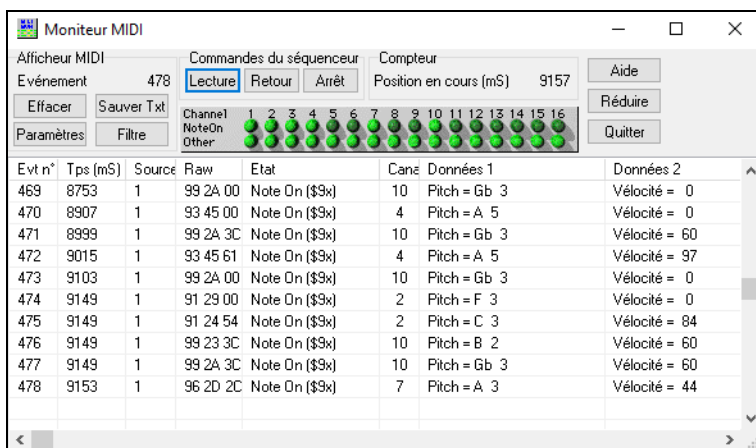 Moniteur MIDI
Afficheur MIDI Commandes du séquenceur Compteur
Evénement 478 Lecture Retour Arrêt Position en cours (mS) 9157 Aide
Effacer Sauver Txt Réduire
Paramètres Filtre Quitter
Channel 1 2 3 4 5 6 7 8 9 10 11 12 13 14 15 16
NoteOn
Other
Evt n° Tps (mS) Source Raw Etat Cana Données 1 Données 2
469 8753 1 99 2A 00 Note On ($9x) 10 Pitch = Gb 3 Vélocité = 0
470 8907 1 93 45 00 Note On ($9x) 4 Pitch = A 5 Vélocité = 0
471 8999 1 99 2A 3C Note On ($9x) 10 Pitch = Gb 3 Vélocité = 60
472 9015 1 93 45 61 Note On ($9x) 4 Pitch = A 5 Vélocité = 97
473 9103 1 99 2A 00 Note On ($9x) 10 Pitch = Gb 3 Vélocité = 0
474 9149 1 91 29 00 Note On ($9x) 2 Pitch = F 3 Vélocité = 0
475 9149 1 91 24 54 Note On ($9x) 2 Pitch = C 3 Vélocité = 84
476 9149 1 99 23 3C Note On ($9x) 10 Pitch = B 2 Vélocité = 60
477 9149 1 99 2A 3C Note On ($9x) 10 Pitch = Gb 3 Vélocité = 60
478 9153 1 96 2D 2C Note On ($9x) 7 Pitch = A 3 Vélocité = 44